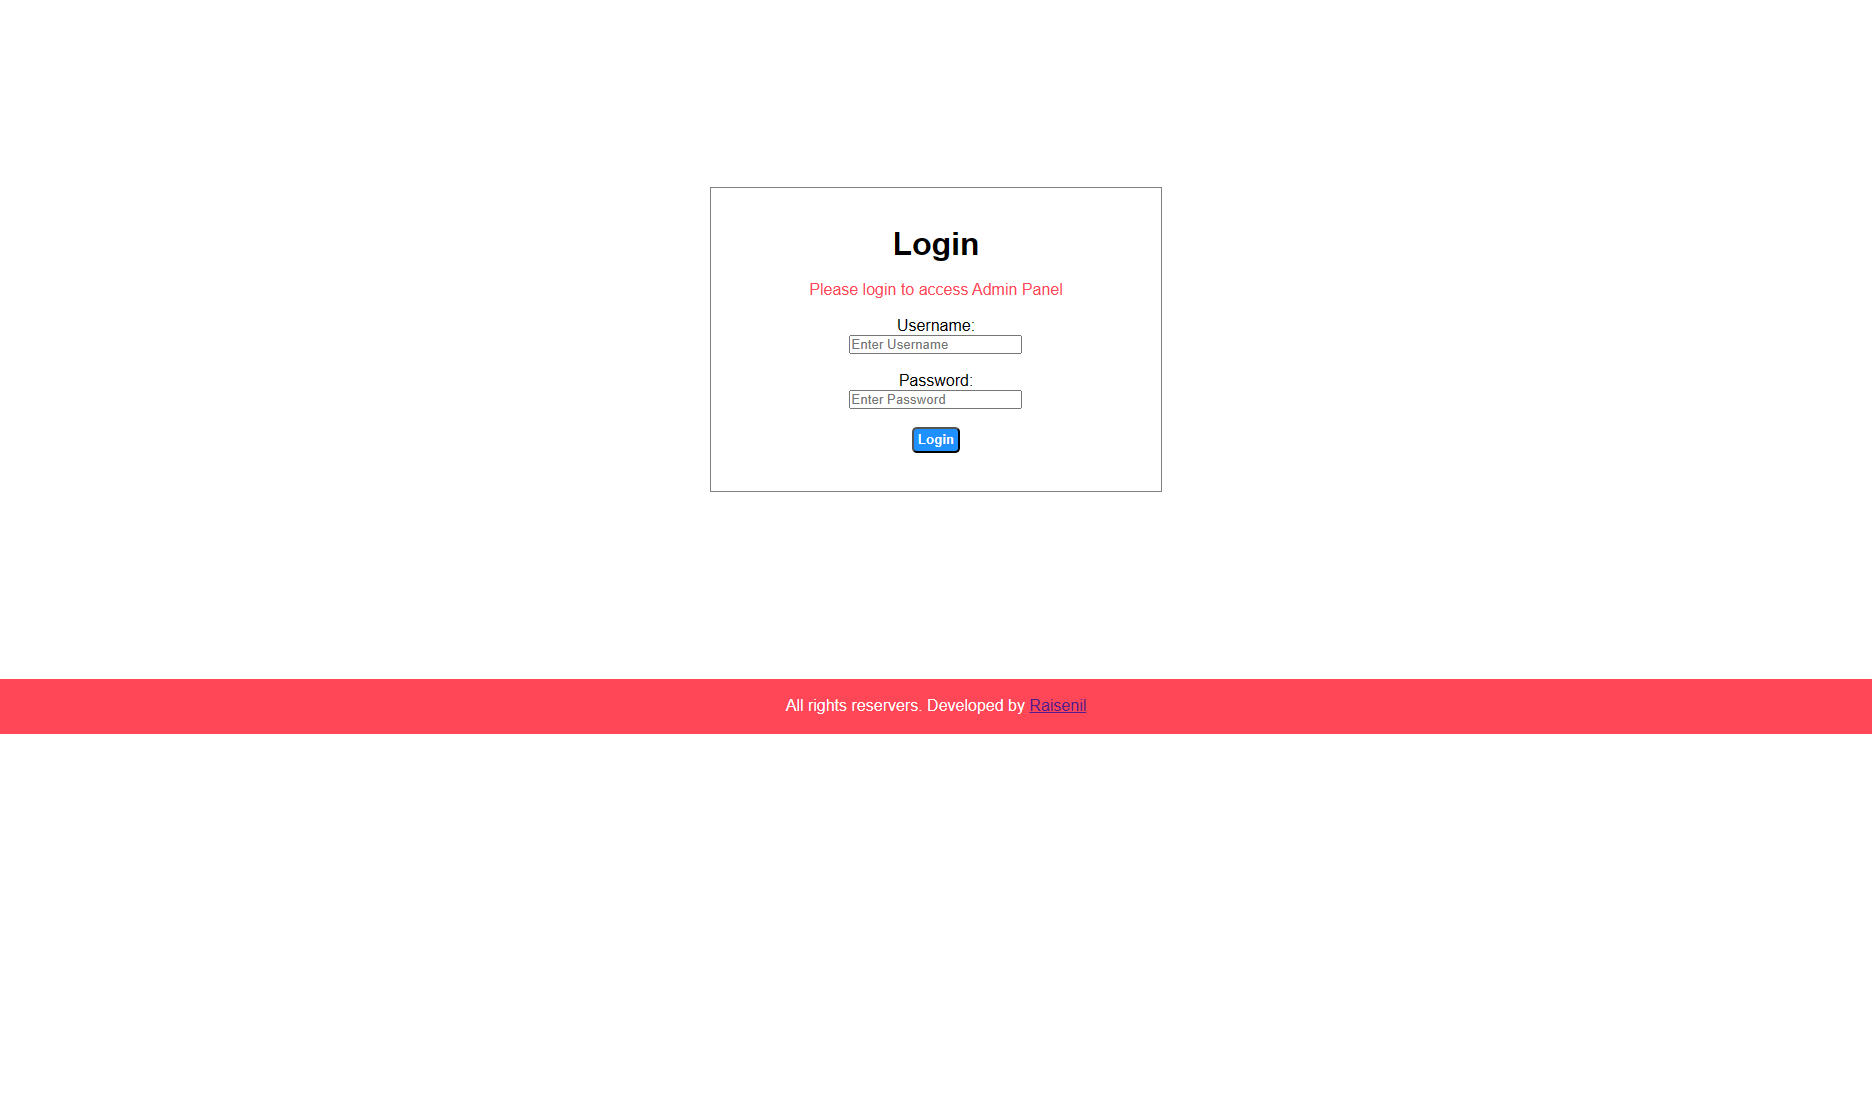 Login
Please login to access Admin Panel
Username:
Enter Username
Password:
Enter Password
Login
All rights reservers. Developed by Raisenil